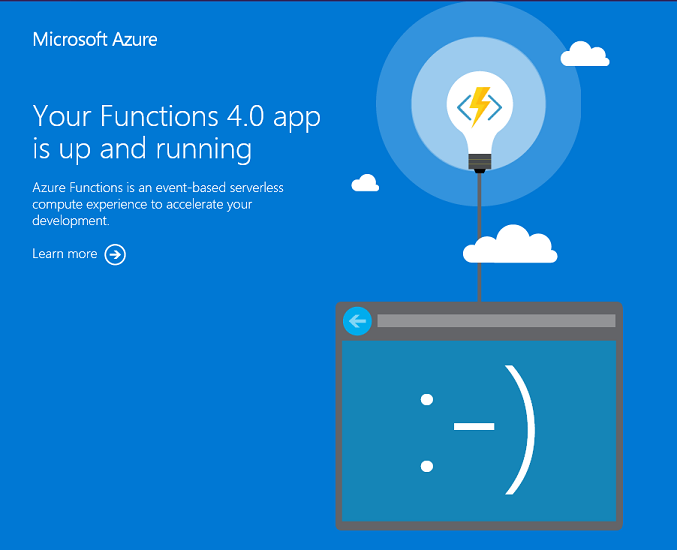 Microsoft Azure
Your Functions 4.0 app
is up and running
Azure Functions is an event-based serverless
compute experience to accelerate your
development.
Learn more
:-)